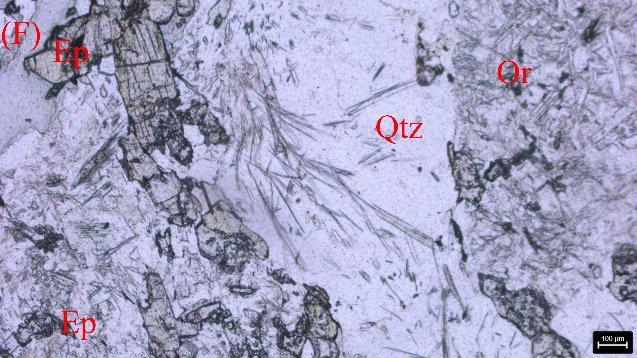 (F)
Ep
Or
Qtz
Ep
100 µm